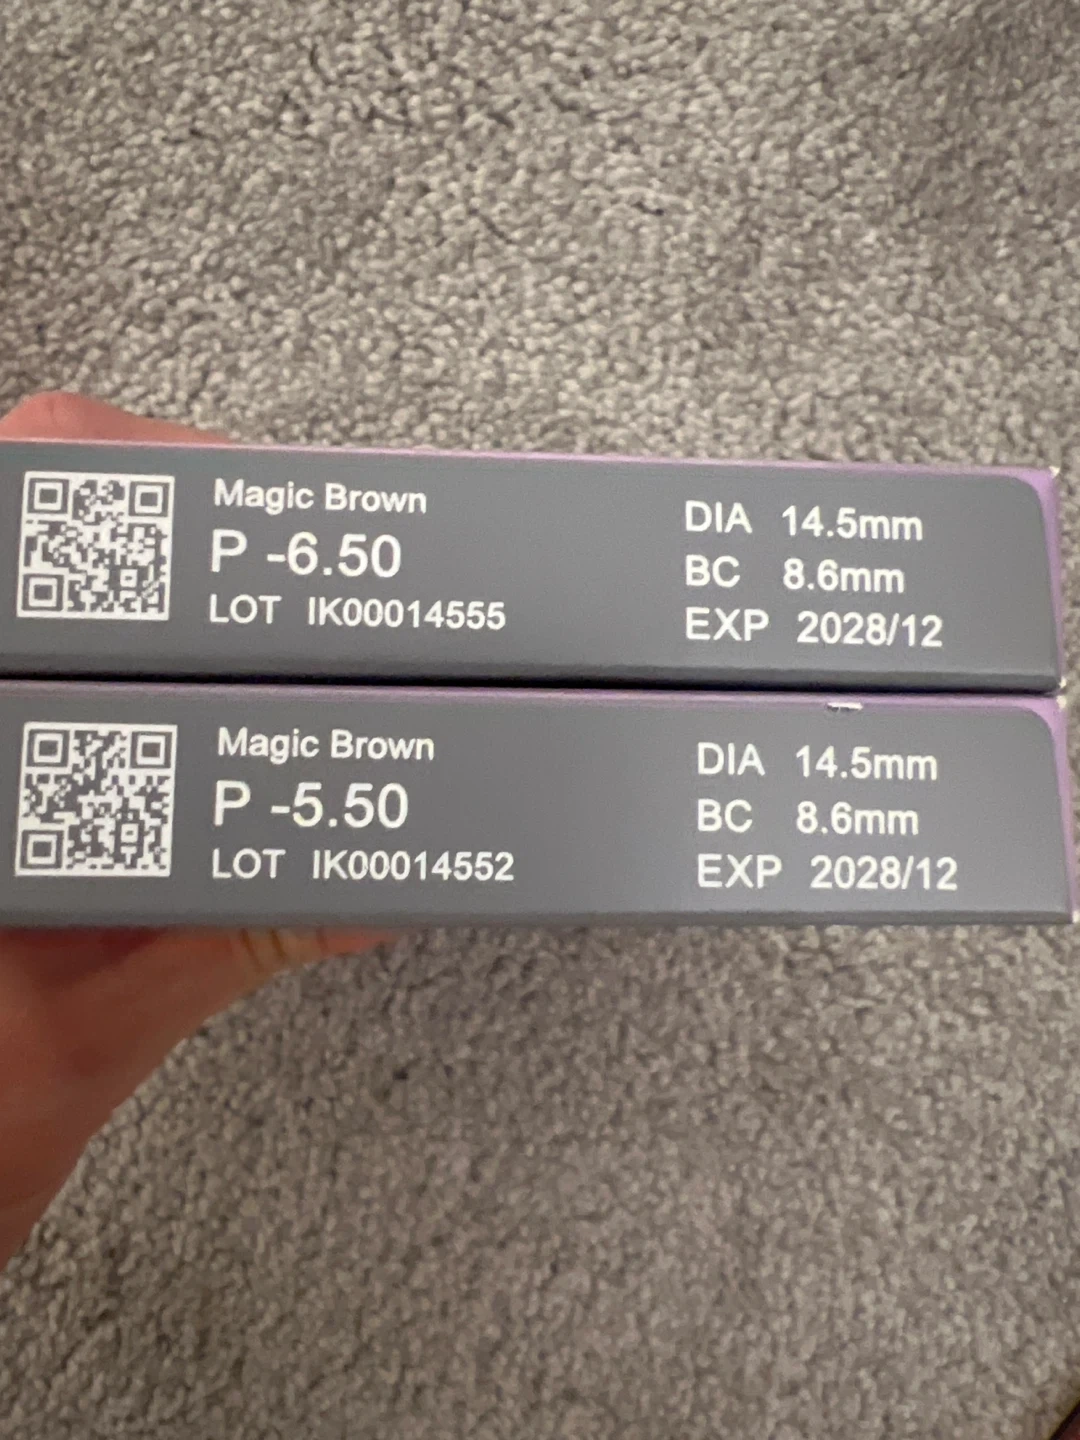 Magic Brown
P -6.50
LOT IK00014555
DIA 14.5mm
BC 8.6mm
EXP 2028/12
Magic Brown
P -5.50
LOT IK00014552
DIA 14.5mm
BC 8.6mm
EXP 2028/12